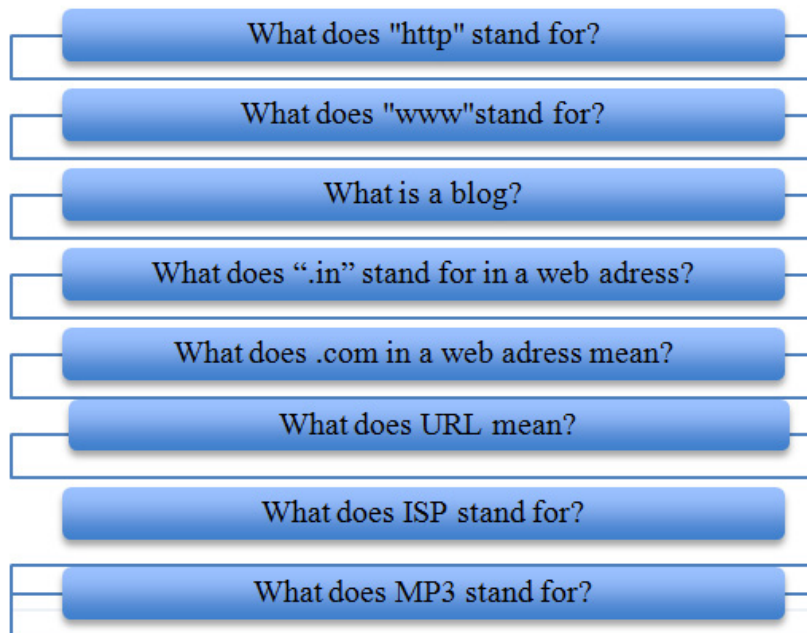 What does "http" stand for?
What does "www"stand for?
What is a blog?
What does “.in” stand for in a web adress?
What does .com in a web adress mean?
What does URL mean?
What does ISP stand for?
What does MP3 stand for?